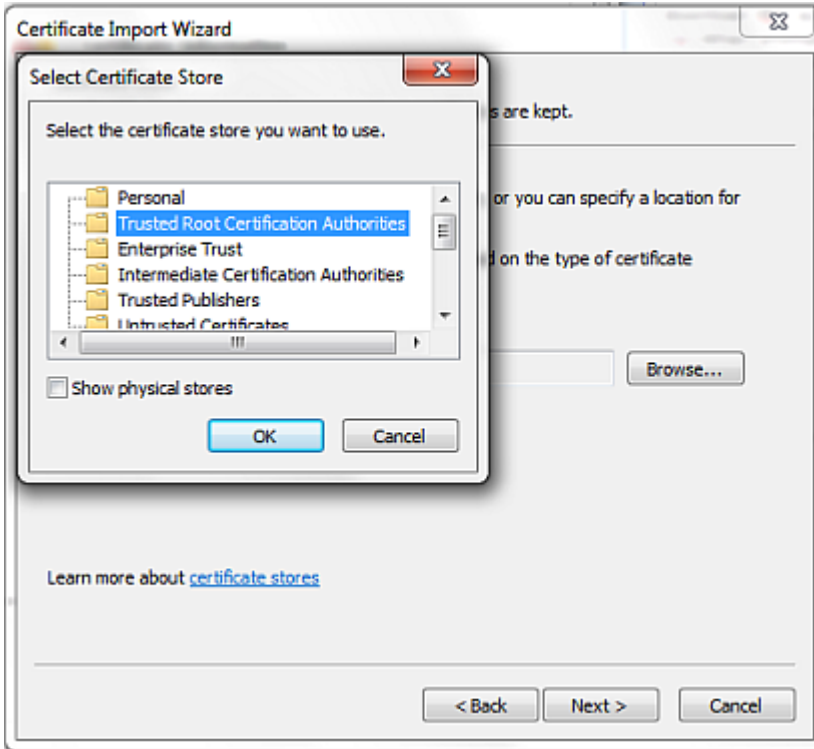 Certificate Import Wizard
Select Certificate Store
Select the certificate store you want to use.
s are kept.
Personal
Trusted Root Certification Authorities
Enterprise Trust
Intermediate Certification Authorities
Trusted Publishers
Untrusted Certificates
or you can specify a location for
on the type of certificate
Show physical stores
Browse...
OK
Cancel
Learn more about certificate stores
< Back
Next >
Cancel